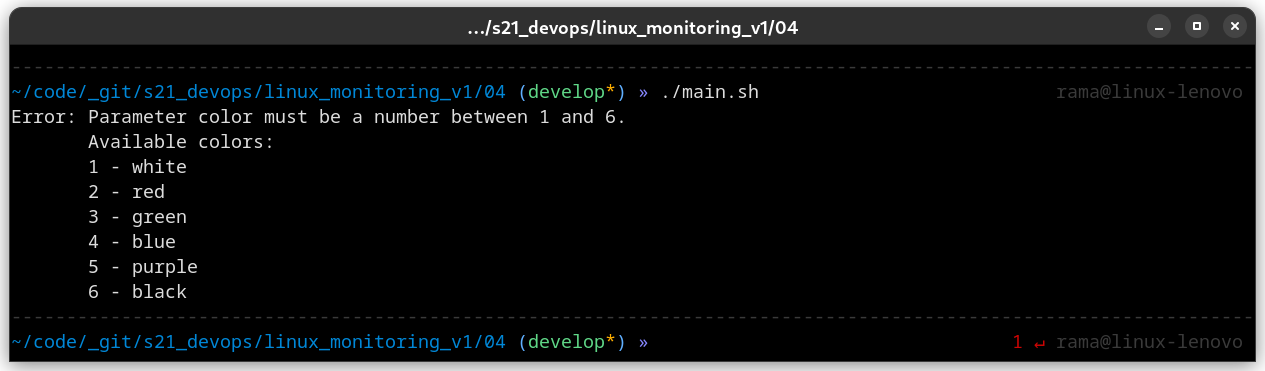 .../s21_devops/linux_monitoring_v1/04
~/code/_git/s21_devops/linux_monitoring_v1/04 (develop*) » ./main.sh rama@linux-lenovo
Error: Parameter color must be a number between 1 and 6.
Available colors:
1 - white
2 - red
3 - green
4 - blue
5 - purple
6 - black
~/code/_git/s21_devops/linux_monitoring_v1/04 (develop*) » 1 ↵ rama@linux-lenovo